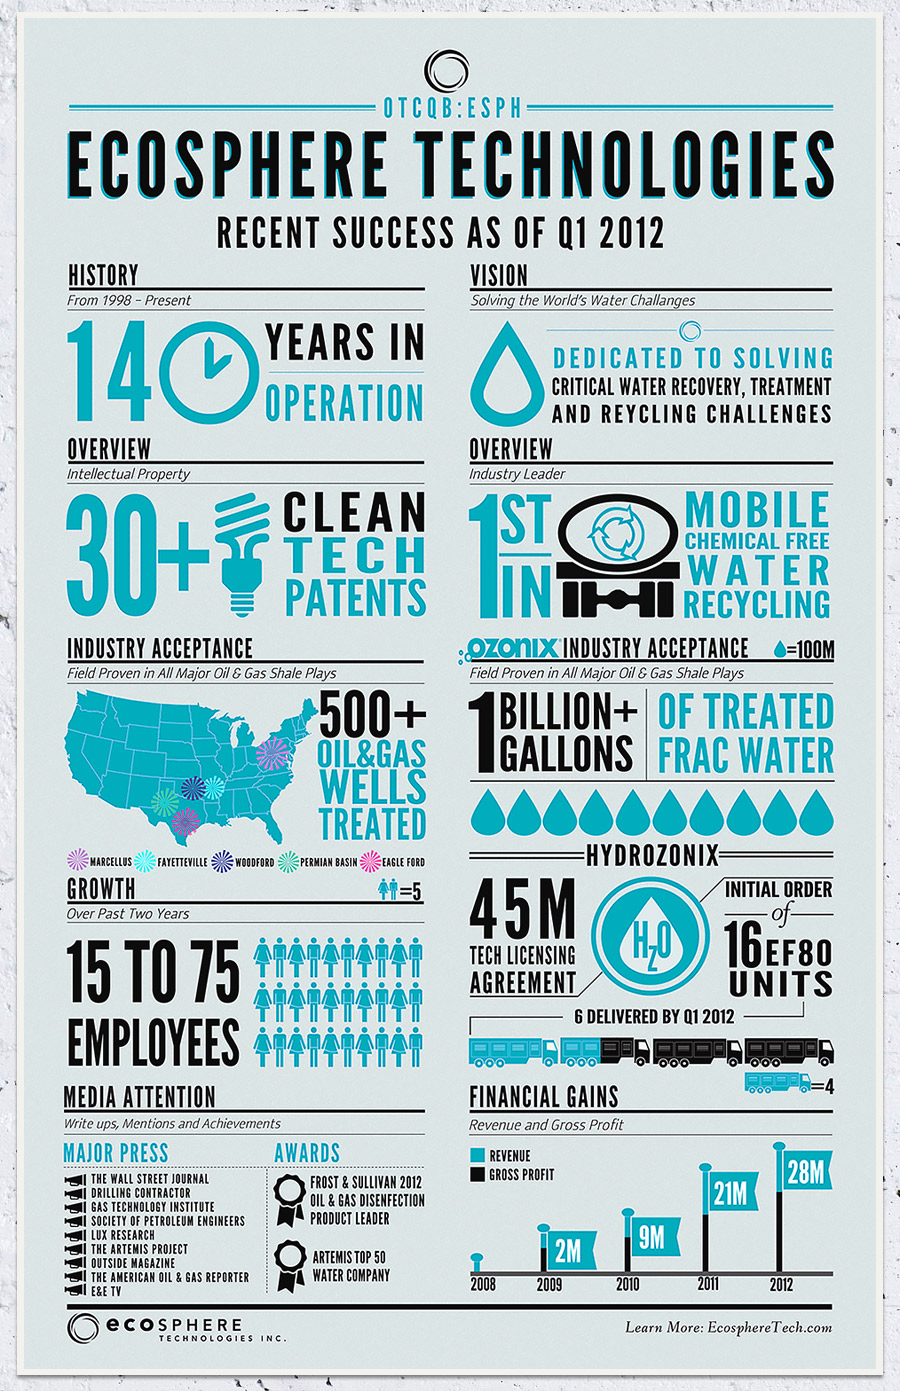 OTCQB:ESPH
ECOSPHERE TECHNOLOGIES
RECENT SUCCESS AS OF Q1 2012
HISTORY
From 1998 - Present
14
YEARS IN
OPERATION
VISION
Solving the World's Water Challanges
DEDICATED TO SOLVING
CRITICAL WATER RECOVERY, TREATMENT
AND REYCLING CHALLENGES
OVERVIEW
Intellectual Property
30+
CLEAN
TECH
PATENTS
OVERVIEW
Industry Leader
1ST
IN
MOBILE
CHEMICAL FREE
WATER
RECYCLING
INDUSTRY ACCEPTANCE
Field Proven in All Major Oil & Gas Shale Plays
500+
OIL&GAS
WELLS
TREATED
MARCELLUS
FAYETTEVILLE
WOODFORD
PERMIAN BASIN
EAGLE FORD
OZONIX INDUSTRY ACCEPTANCE
=100M
Field Proven in All Major Oil & Gas Shale Plays
1 BILLION+
GALLONS
OF TREATED
FRAC WATER
GROWTH
=5
Over Past Two Years
15 TO 75
EMPLOYEES
HYDROZONIX
45M
TECH LICENSING
AGREEMENT
H2O
INITIAL ORDER
of
16 EF80
UNITS
6 DELIVERED BY Q1 2012
=4
MEDIA ATTENTION
Write ups, Mentions and Achievements
MAJOR PRESS
THE WALL STREET JOURNAL
DRILLING CONTRACTOR
GAS TECHNOLOGY INSTITUTE
SOCIETY OF PETROLEUM ENGINEERS
LUX RESEARCH
THE ARTEMIS PROJECT
OUTSIDE MAGAZINE
THE AMERICAN OIL & GAS REPORTER
E&E TV
AWARDS
FROST & SULLIVAN 2012
OIL & GAS DISENFECTION
PRODUCT LEADER
ARTEMIS TOP 50
WATER COMPANY
FINANCIAL GAINS
Revenue and Gross Profit
REVENUE
GROSS PROFIT
2M
9M
21M
28M
2008
2009
2010
2011
2012
ecoSPHERE
TECHNOLOGIES INC.
Learn More: EcosphereTech.com